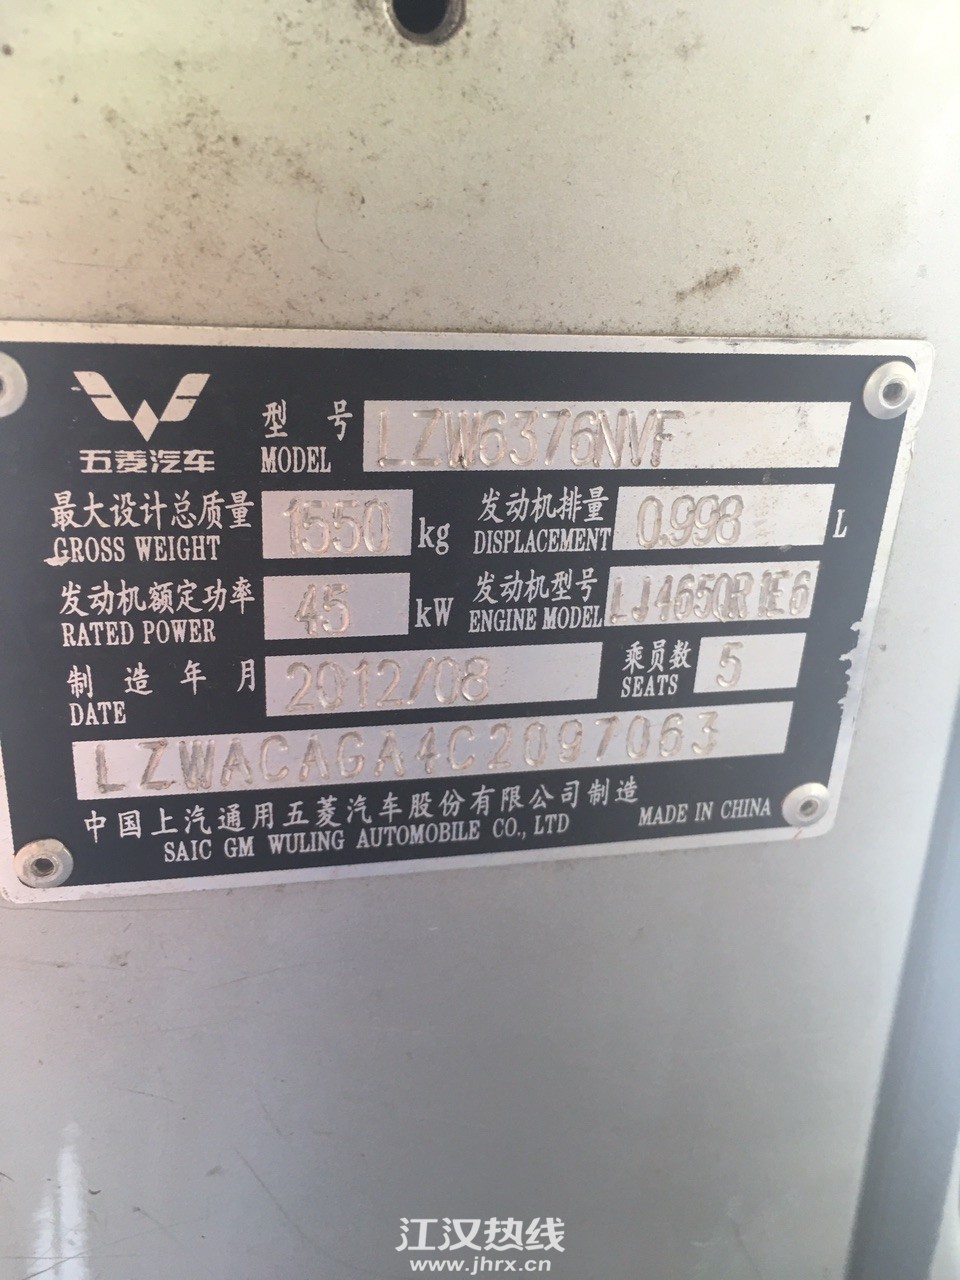 五菱汽车
型号 LZW6376NVF
MODEL
最大设计总质量 1550 kg 发动机排量 0.998 L
GROSS WEIGHT DISPLACEMENT
发动机额定功率 45 kW 发动机型号 LJ465QR1E6
RATED POWER ENGINE MODEL
制造年月 2012/08 乘员数 5
DATE SEATS
LZWACAGA4C2097063
中国上汽通用五菱汽车股份有限公司制造
SAIC GM WULING AUTOMOBILE CO., LTD MADE IN CHINA
江汉热线
www.jhrx.cn